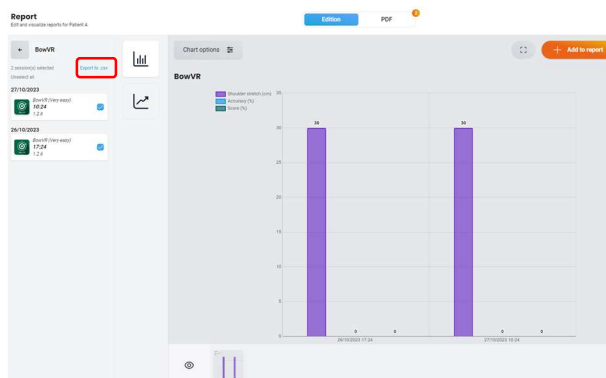 Report
Edit and visualize reports for Patient A
Edition
PDF
BowVR
2 session(s) selected
Export to .csv
Unselect all
27/10/2023
BowVR (Very easy)
10:24
1.2.6
26/10/2023
BowVR (Very easy)
17:24
1.2.6
Chart options
Add to report
BowVR
Shoulder stretch (cm)
Accuracy (%)
Score (%)
35
30
25
20
15
10
5
0
30
0
0
30
0
0
26/10/2023 17:24
27/10/2023 10:24